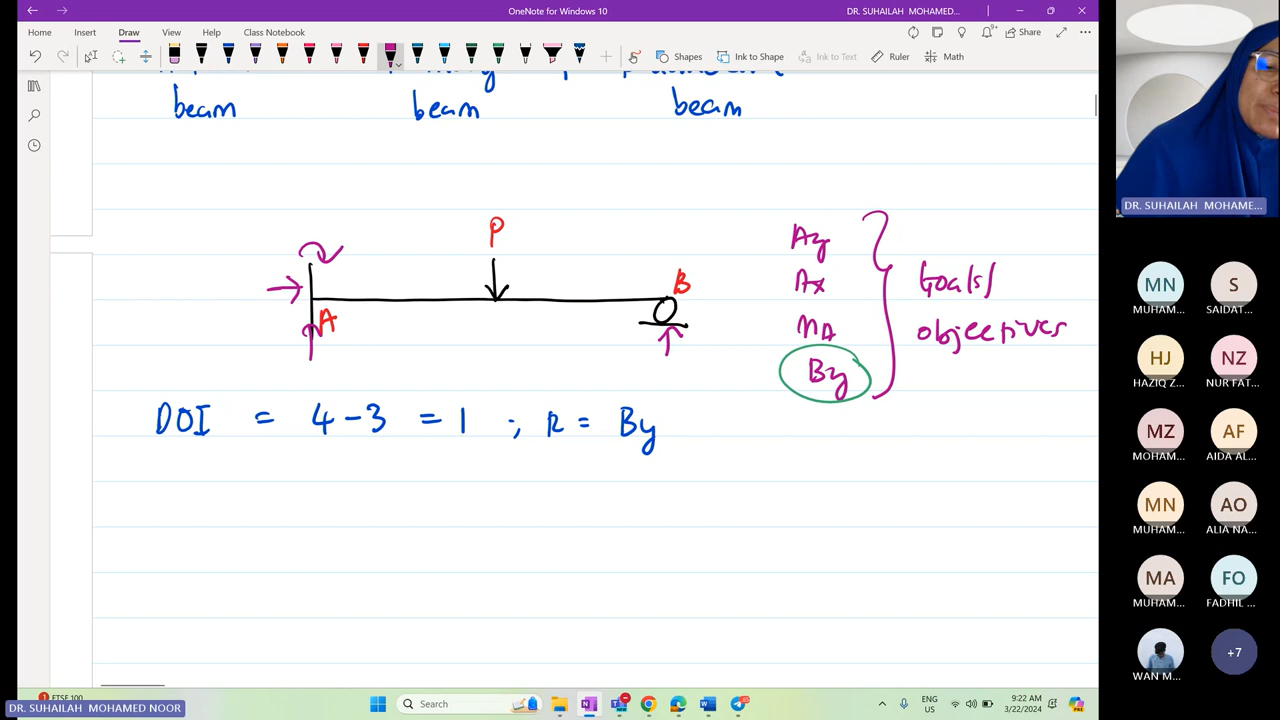 OneNote for Windows 10
DR. SUHAILAH MOHAMED...
Home Insert Draw View Help Class Notebook
Share
Shapes Ink to Shape Ink to Text Ruler Math
beam beam beam
P
B
A
Ay
Ax
MA
By
Goals/
objectives
DOI = 4 - 3 = 1 ; R = By
DR. SUHAILAH MOHAME...
MN S
MUHAM... SAIDAT...
HJ NZ
HAZIQ Z... NUR FAT...
MZ AF
MOHAM... AIDA AL...
MN AO
MUHAM... ALIA NA...
MA FO
MUHAM... FADHIL ...
+7
WAN M...
FTSE 100
DR. SUHAILAH MOHAMED NOOR
Search
ENG
US
9:22 AM
3/22/2024